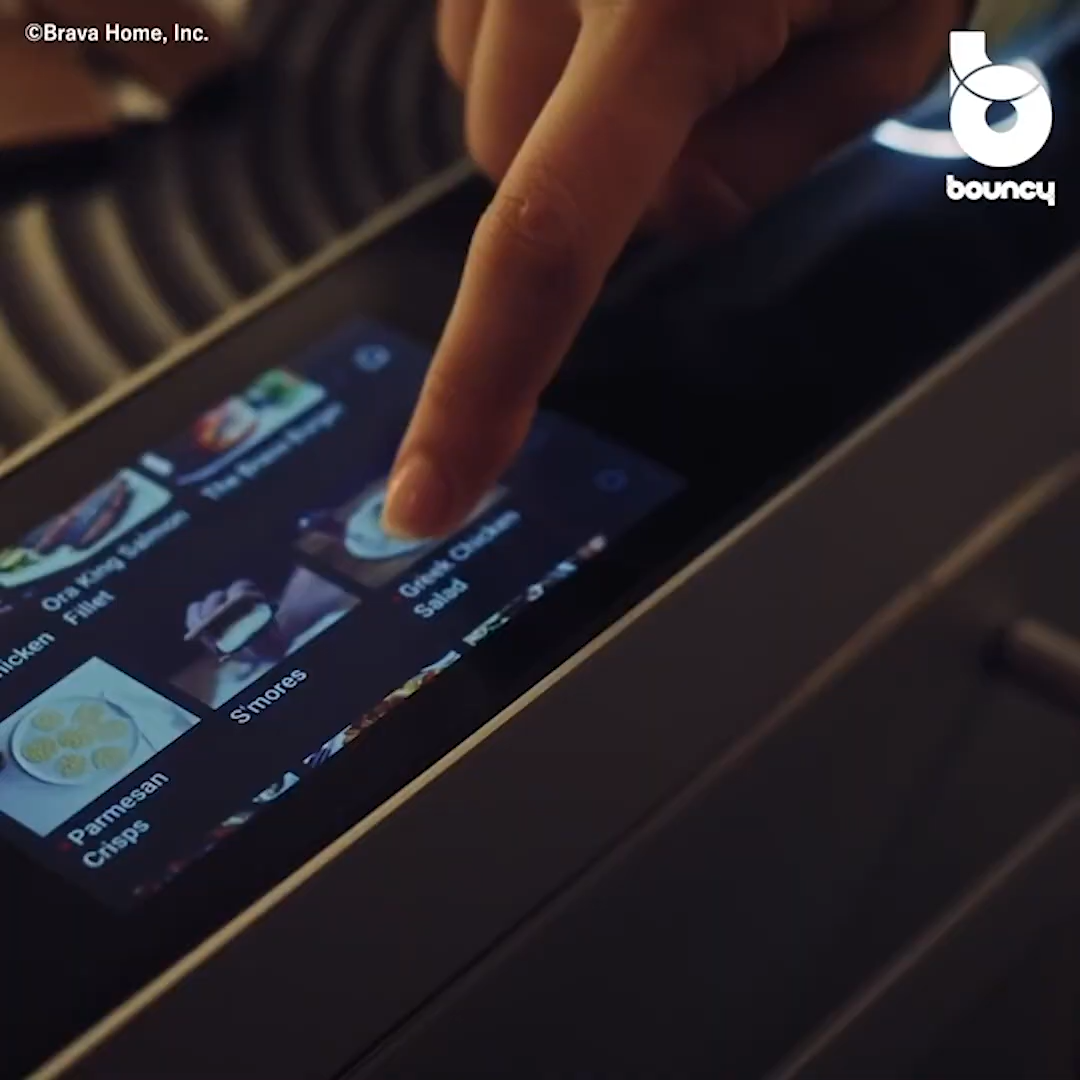 ©Brava Home, Inc.
bouncy
The Brava Burger
Ora King Salmon
Fillet
Greek Chicken
Salad
S'mores
Parmesan
Crisps